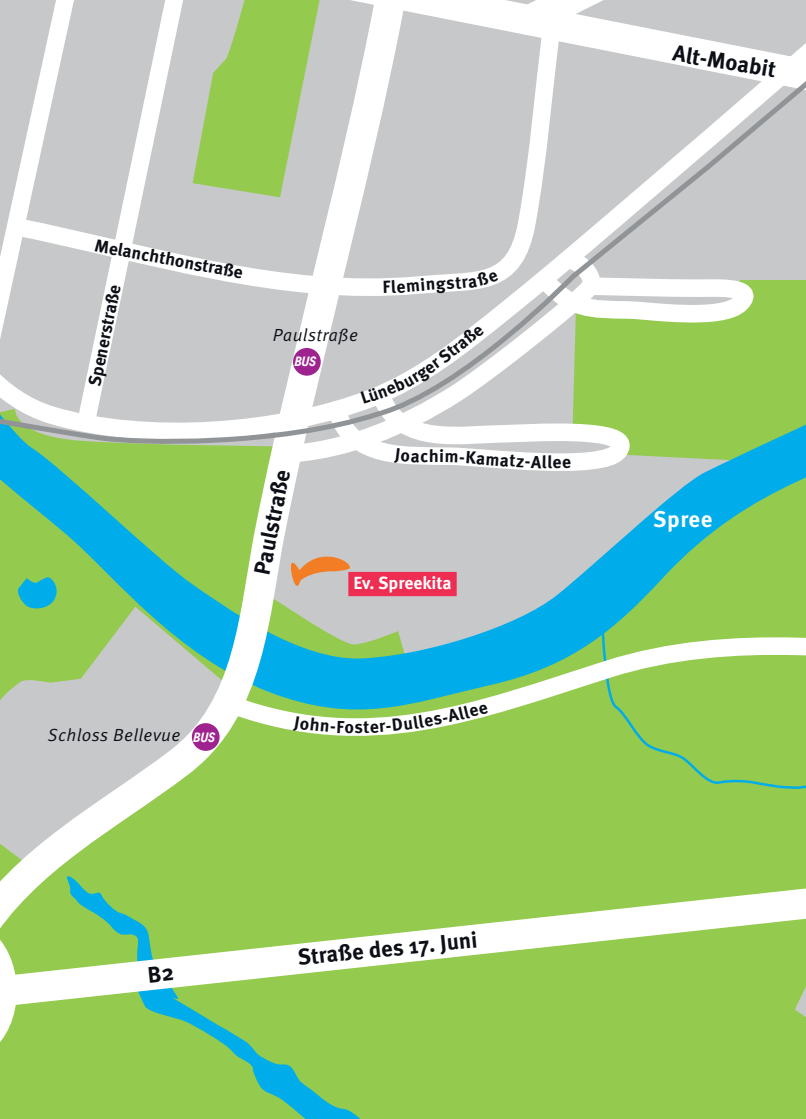 Alt-Moabit
Melanchthonstraße
Flemingstraße
Spenerstraße
Paulstraße
BUS
Lüneburger Straße
Joachim-Kamatz-Allee
Paulstraße
Spree
Ev. Spreekita
John-Foster-Dulles-Allee
Schloss Bellevue
BUS
Straße des 17. Juni
B2